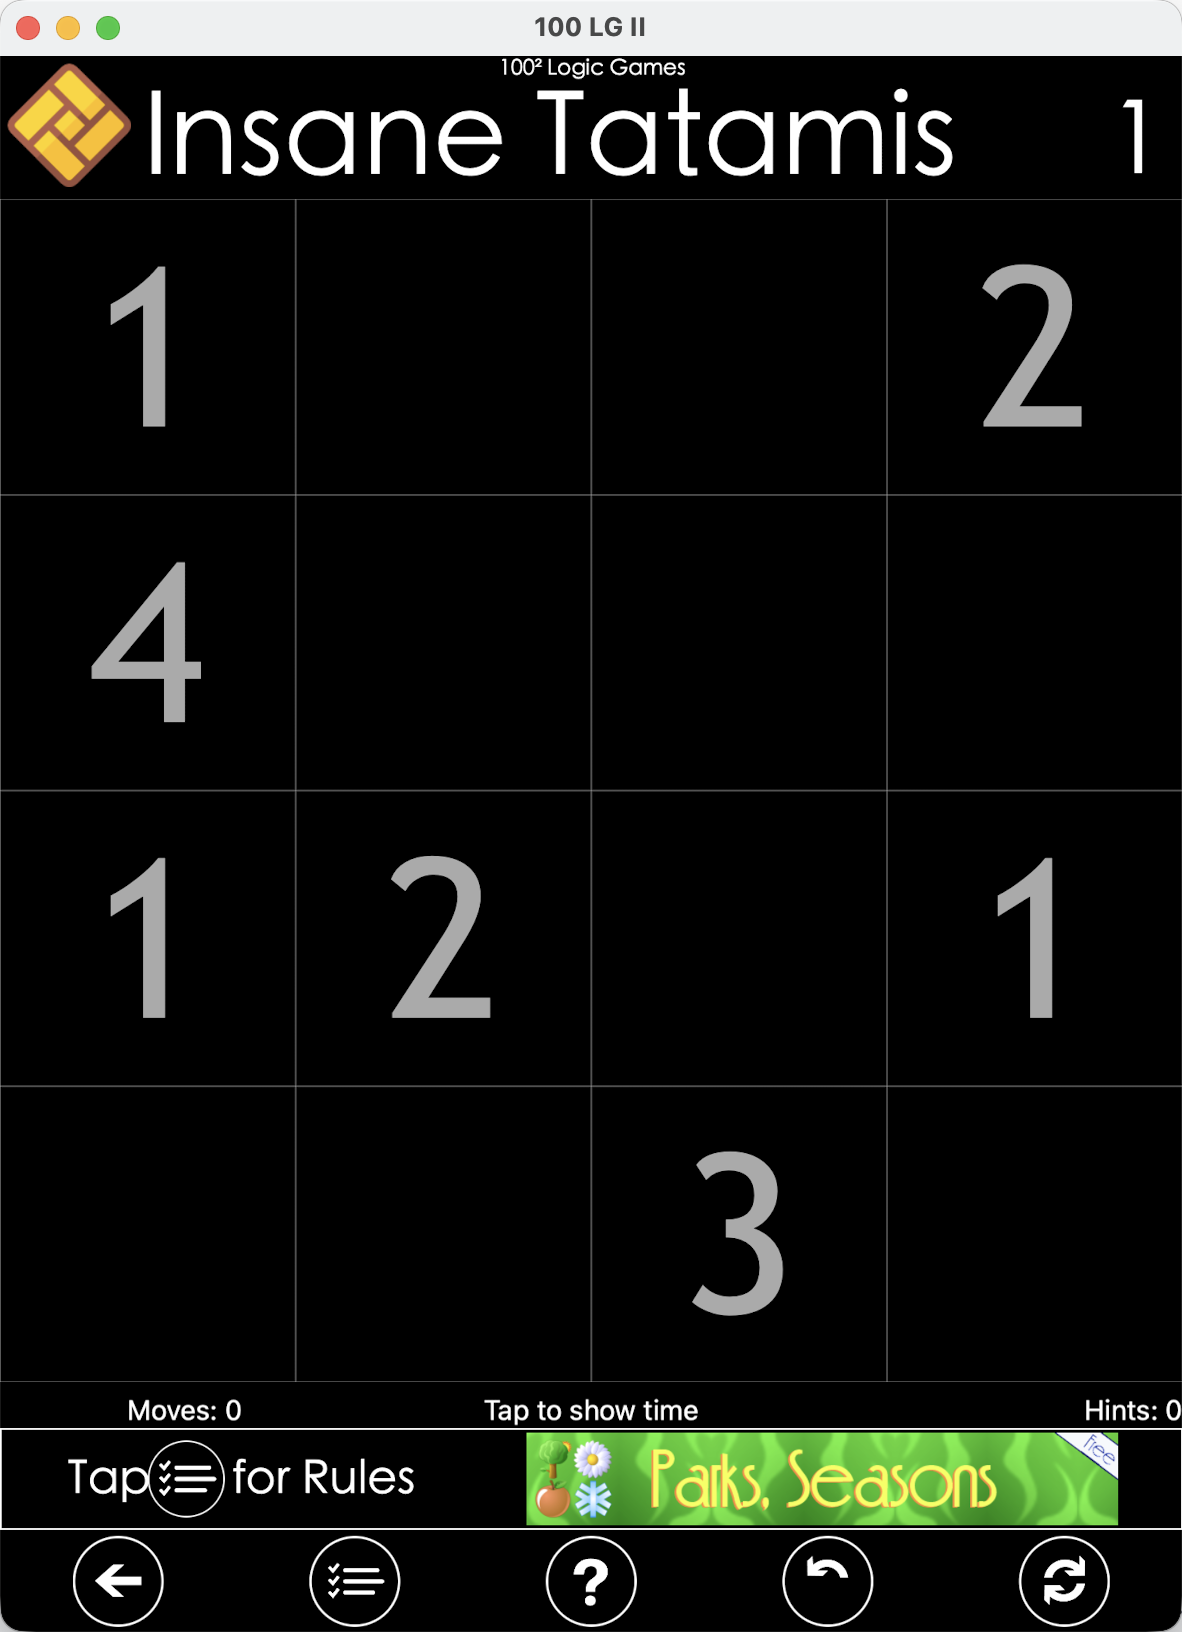 100 LG II
100² Logic Games
Insane Tatamis 1
1 2
4
1 2 1
3
Moves: 0 Tap to show time Hints: 0
Tap for Rules Parks, Seasons Free
?